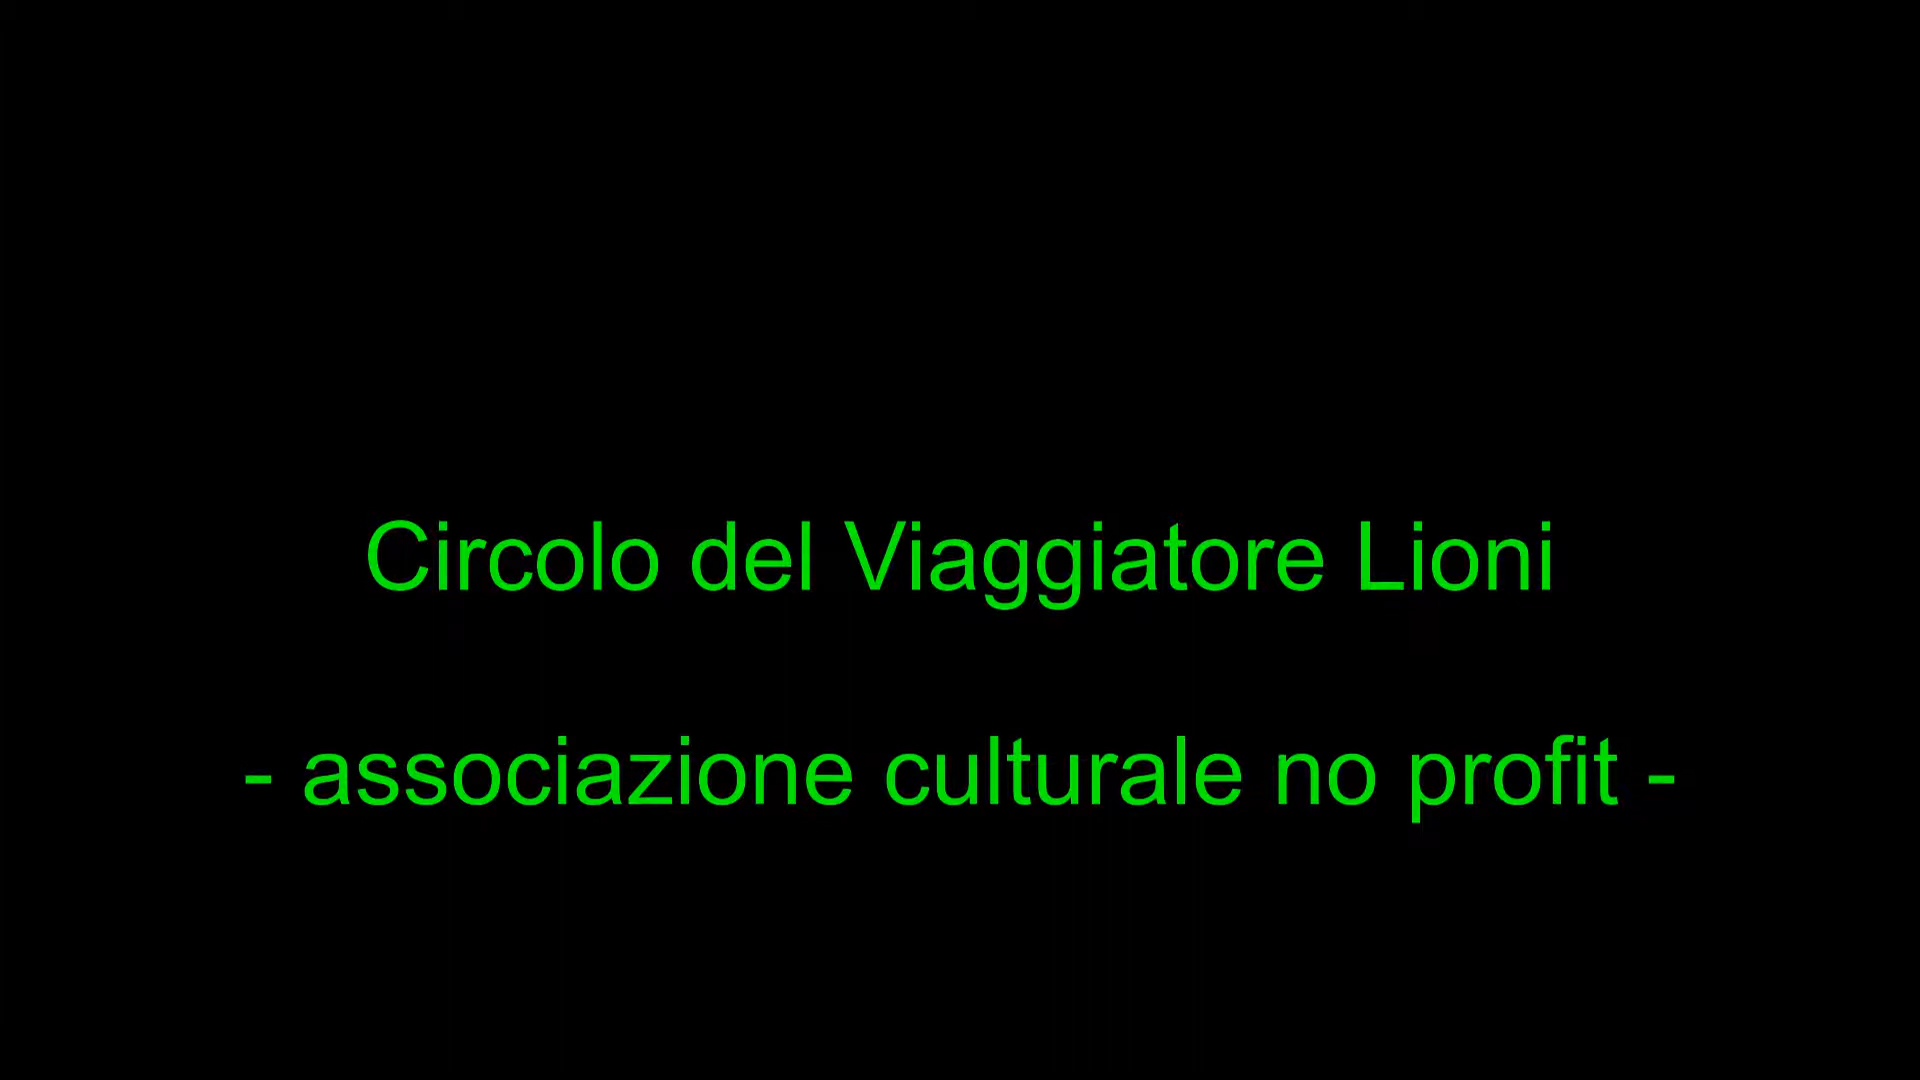 Circolo del Viaggiatore Lioni
- associazione culturale no profit -